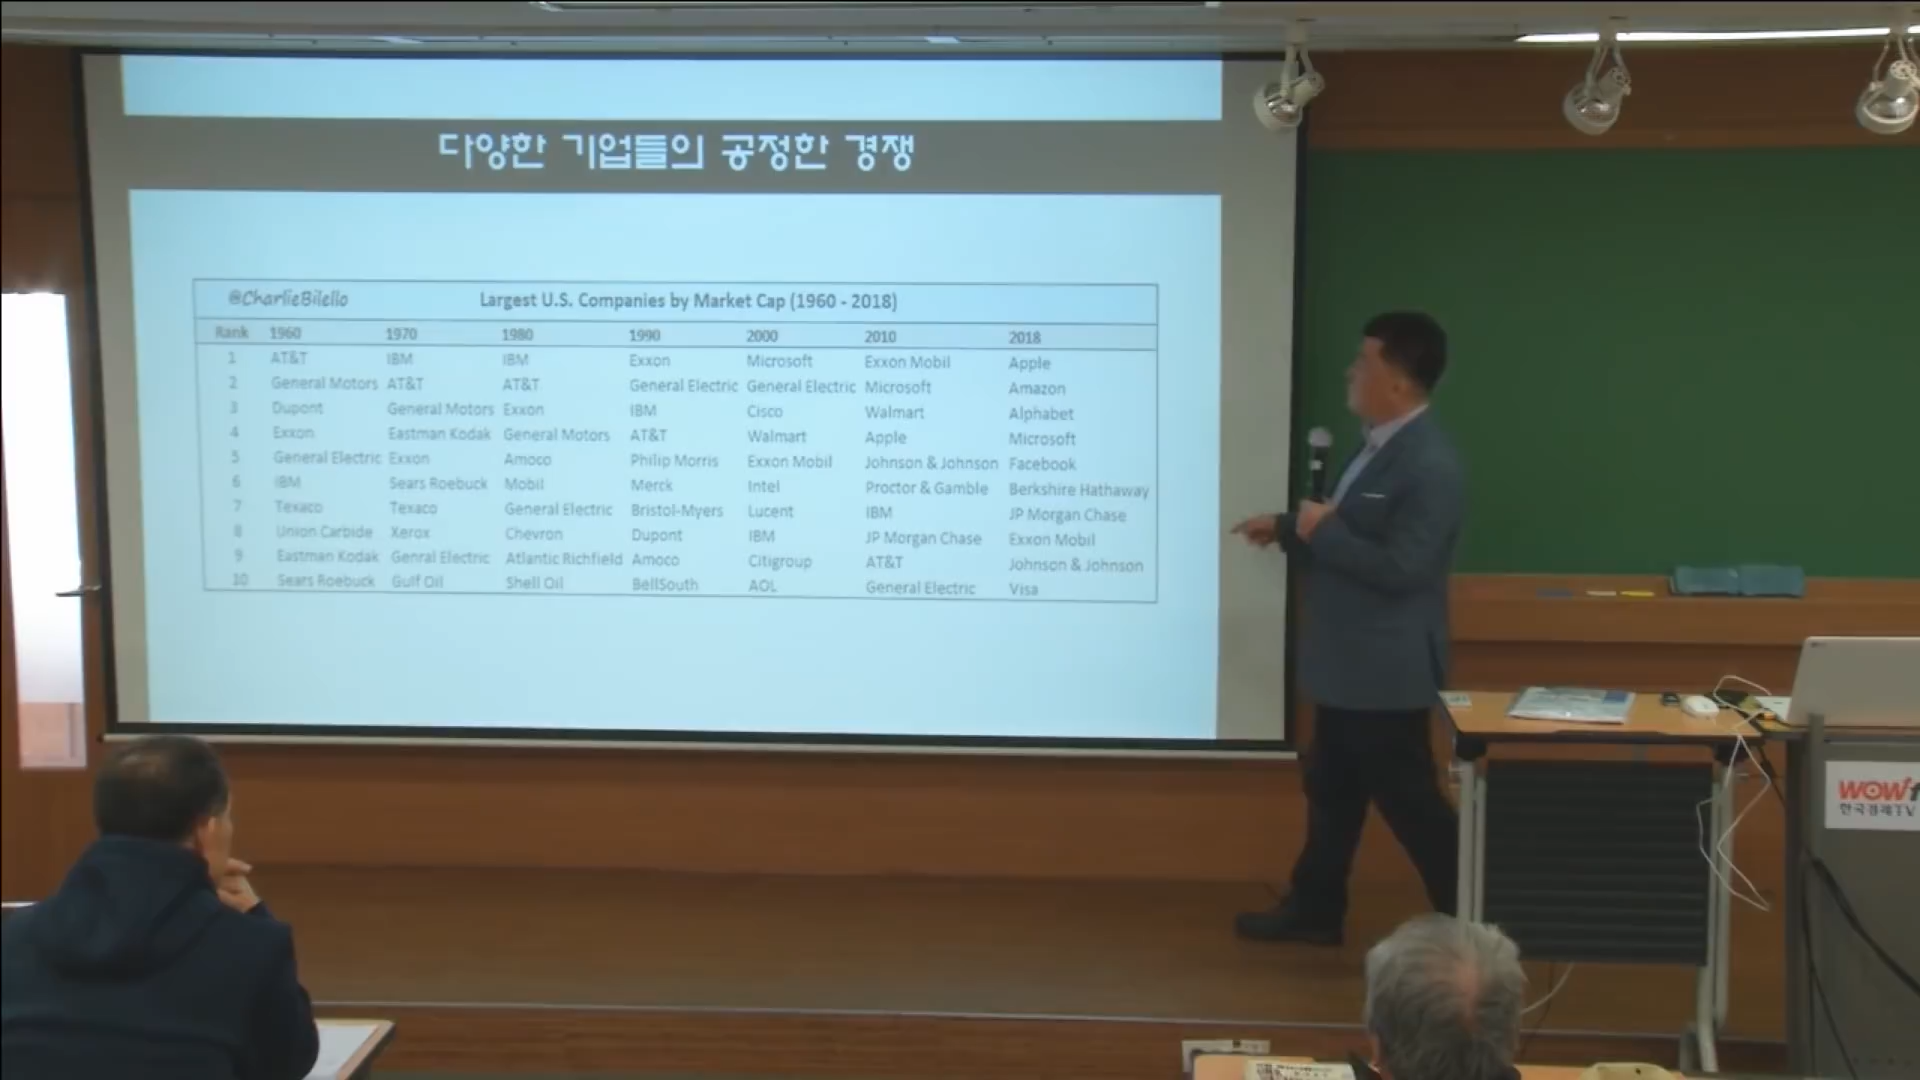 다양한 기업들의 공정한 경쟁
@CharlieBilello Largest U.S. Companies by Market Cap (1960 - 2018)
Rank 1960 1970 1980 1990 2000 2010 2018
1 AT&T IBM IBM Exxon Microsoft Exxon Mobil Apple
2 General Motors AT&T AT&T General Electric General Electric Microsoft Amazon
3 Dupont General Motors Exxon IBM Cisco Walmart Alphabet
4 Exxon Eastman Kodak General Motors AT&T Walmart Apple Microsoft
5 General Electric Exxon Amoco Philip Morris Exxon Mobil Johnson & Johnson Facebook
6 IBM Sears Roebuck Mobil Merck Intel Proctor & Gamble Berkshire Hathaway
7 Texaco Texaco General Electric Bristol-Myers Lucent IBM JP Morgan Chase
8 Union Carbide Xerox Chevron Dupont IBM JP Morgan Chase Exxon Mobil
9 Eastman Kodak Genral Electric Atlantic Richfield Amoco Citigroup AT&T Johnson & Johnson
10 Sears Roebuck Gulf Oil Shell Oil BellSouth AOL General Electric Visa
WOW
한국경제TV